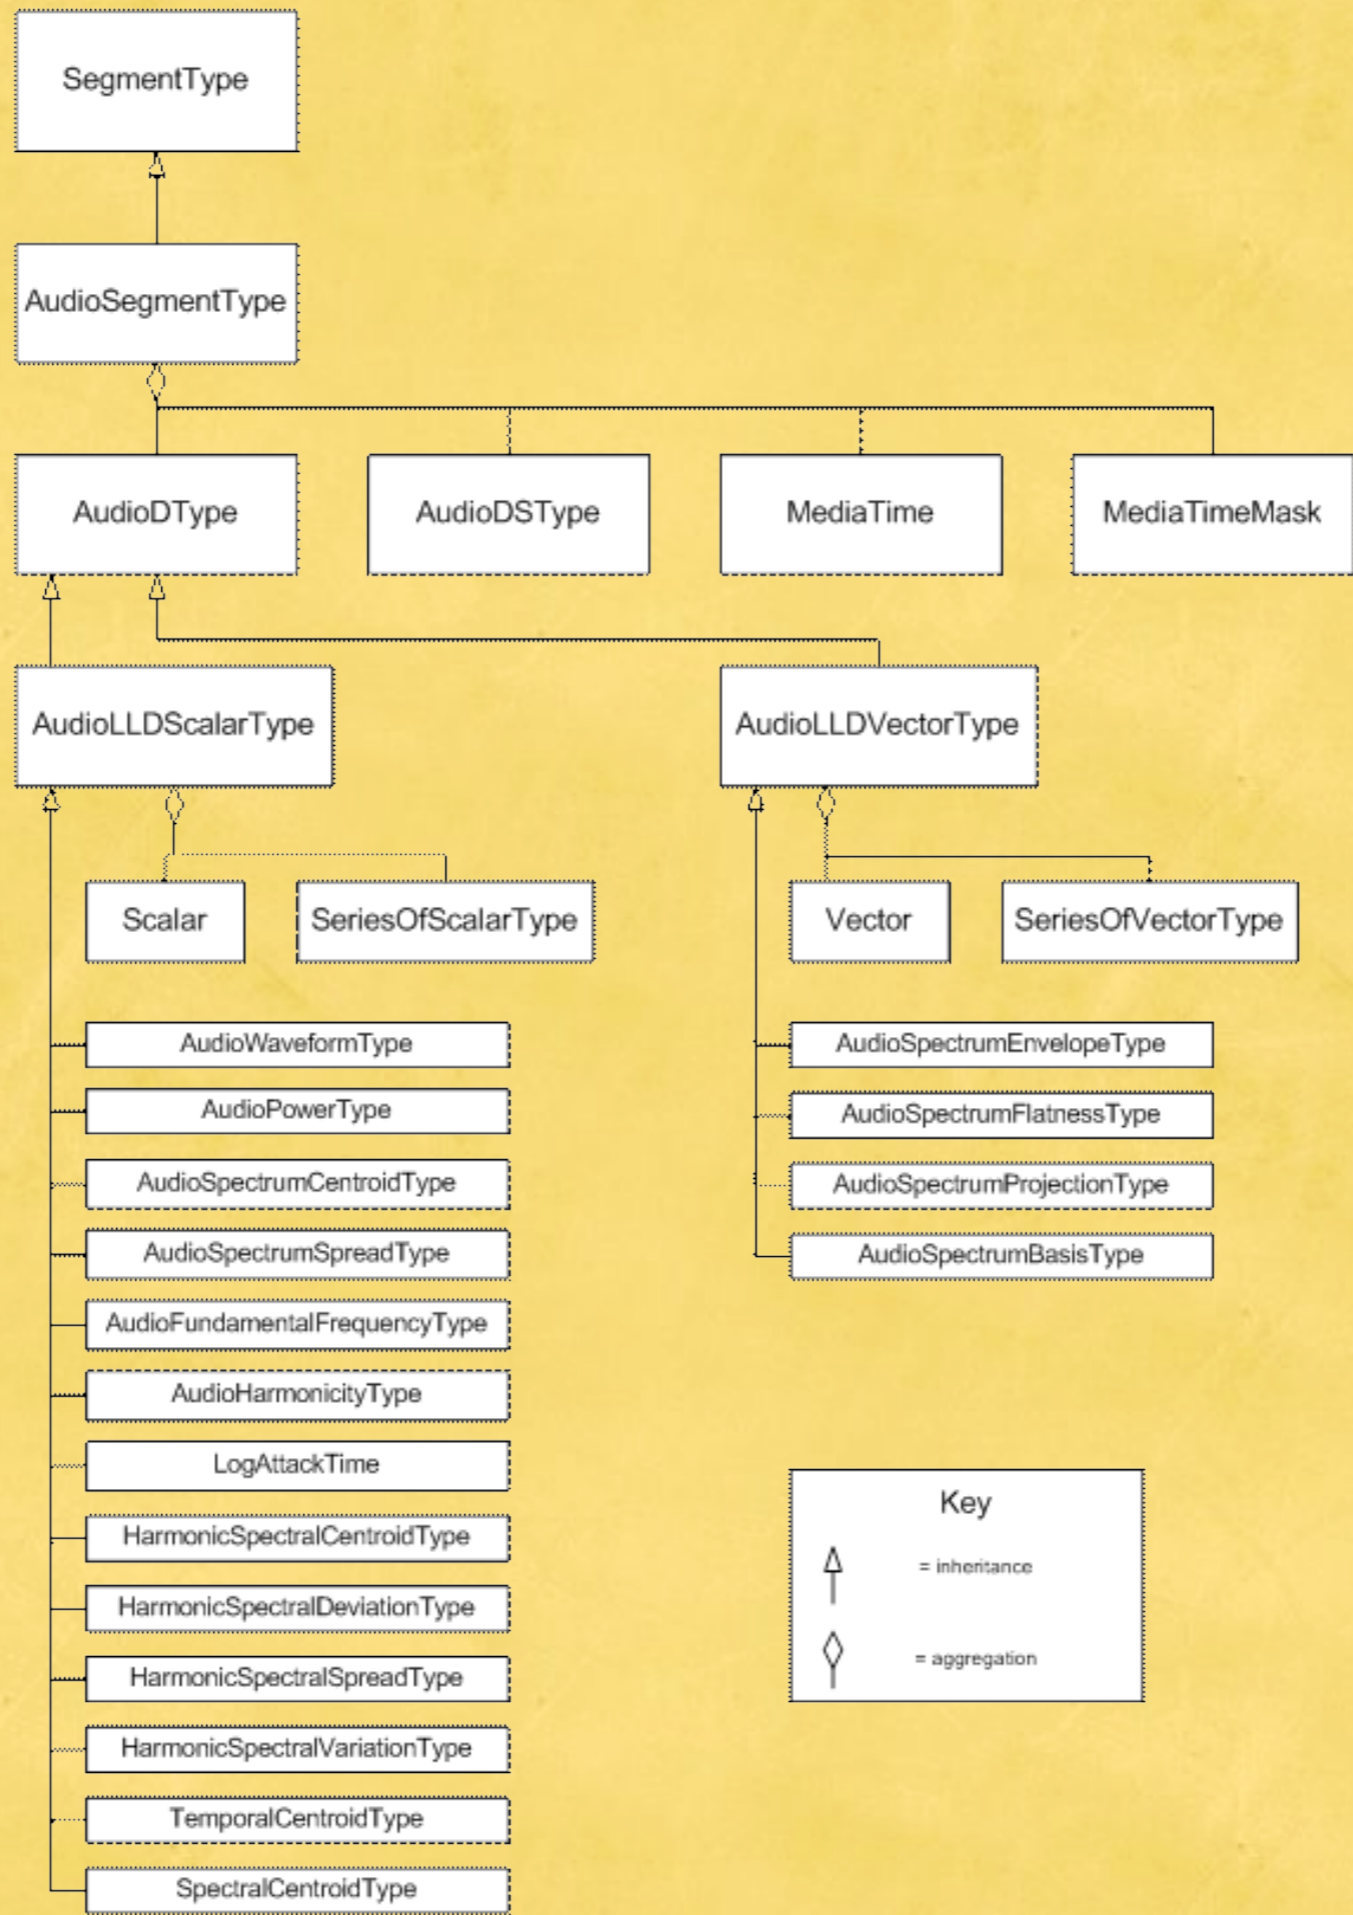 SegmentType
AudioSegmentType
AudioDType
AudioDSType
MediaTime
MediaTimeMask
AudioLLDScalarType
AudioLLDVectorType
Scalar
SeriesOfScalarType
Vector
SeriesOfVectorType
AudioWaveformType
AudioPowerType
AudioSpectrumCentroidType
AudioSpectrumSpreadType
AudioFundamentalFrequencyType
AudioHarmonicityType
LogAttackTime
HarmonicSpectralCentroidType
HarmonicSpectralDeviationType
HarmonicSpectralSpreadType
HarmonicSpectralVariationType
TemporalCentroidType
SpectralCentroidType
AudioSpectrumEnvelopeType
AudioSpectrumFlatnessType
AudioSpectrumProjectionType
AudioSpectrumBasisType
Key
= inheritance
= aggregation